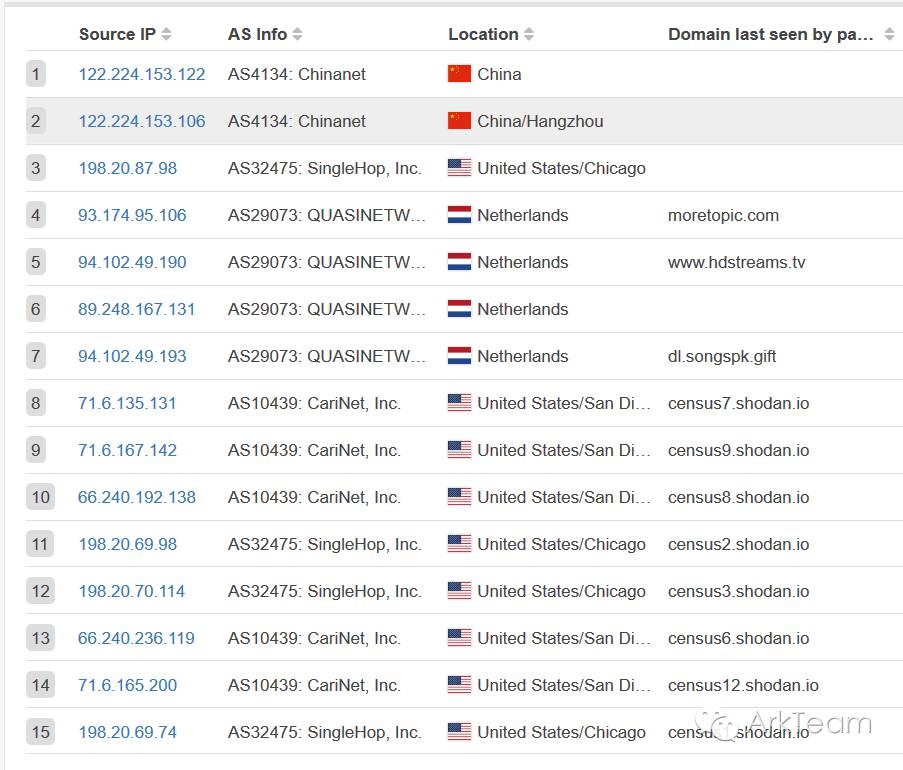 Source IP AS Info Location Domain last seen by pa...
1 122.224.153.122 AS4134: Chinanet China
2 122.224.153.106 AS4134: Chinanet China/Hangzhou
3 198.20.87.98 AS32475: SingleHop, Inc. United States/Chicago
4 93.174.95.106 AS29073: QUASINETW... Netherlands moretopic.com
5 94.102.49.190 AS29073: QUASINETW... Netherlands www.hdstreams.tv
6 89.248.167.131 AS29073: QUASINETW... Netherlands
7 94.102.49.193 AS29073: QUASINETW... Netherlands dl.songspk.gift
8 71.6.135.131 AS10439: CariNet, Inc. United States/San Di... census7.shodan.io
9 71.6.167.142 AS10439: CariNet, Inc. United States/San Di... census9.shodan.io
10 66.240.192.138 AS10439: CariNet, Inc. United States/San Di... census8.shodan.io
11 198.20.69.98 AS32475: SingleHop, Inc. United States/Chicago census2.shodan.io
12 198.20.70.114 AS32475: SingleHop, Inc. United States/Chicago census3.shodan.io
13 66.240.236.119 AS10439: CariNet, Inc. United States/San Di... census6.shodan.io
14 71.6.165.200 AS10439: CariNet, Inc. United States/San Di... census12.shodan.io
15 198.20.69.74 AS32475: SingleHop, Inc. United States/Chicago
ArkTeam